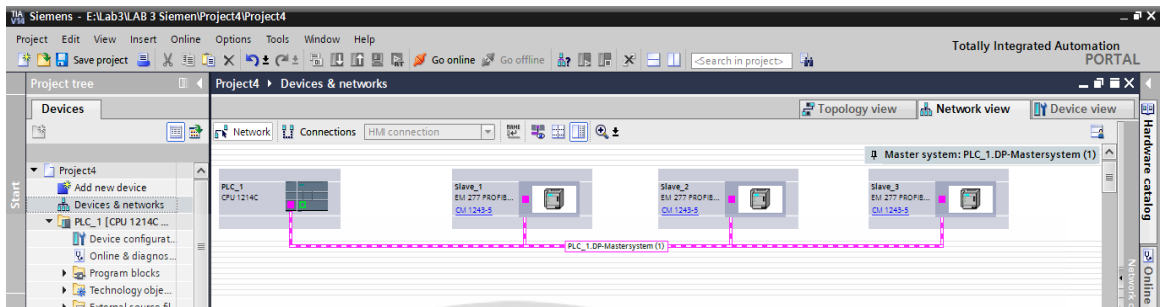 TIA V14 Siemens - E:\Lab3\LAB 3 Siemen\Project4\Project4
Project Edit View Insert Online Options Tools Window Help
Totally Integrated Automation
PORTAL
Save project Go online Go offline <Search in project>
Project tree
Project4 ▸ Devices & networks
Devices
Topology view Network view Device view
Network Connections HMI connection
Master system: PLC_1.DP-Mastersystem (1)
Project4
Add new device
Devices & networks
PLC_1 [CPU 1214C ...
Device configurat...
Online & diagnos...
Program blocks
Technology obje...
PLC_1
CPU 1214C
Slave_1
EM 277 PROFIB...
CM 1243-5
Slave_2
EM 277 PROFIB...
CM 1243-5
Slave_3
EM 277 PROFIB...
CM 1243-5
PLC_1.DP-Mastersystem (1)
Start
Hardware catalog
Online